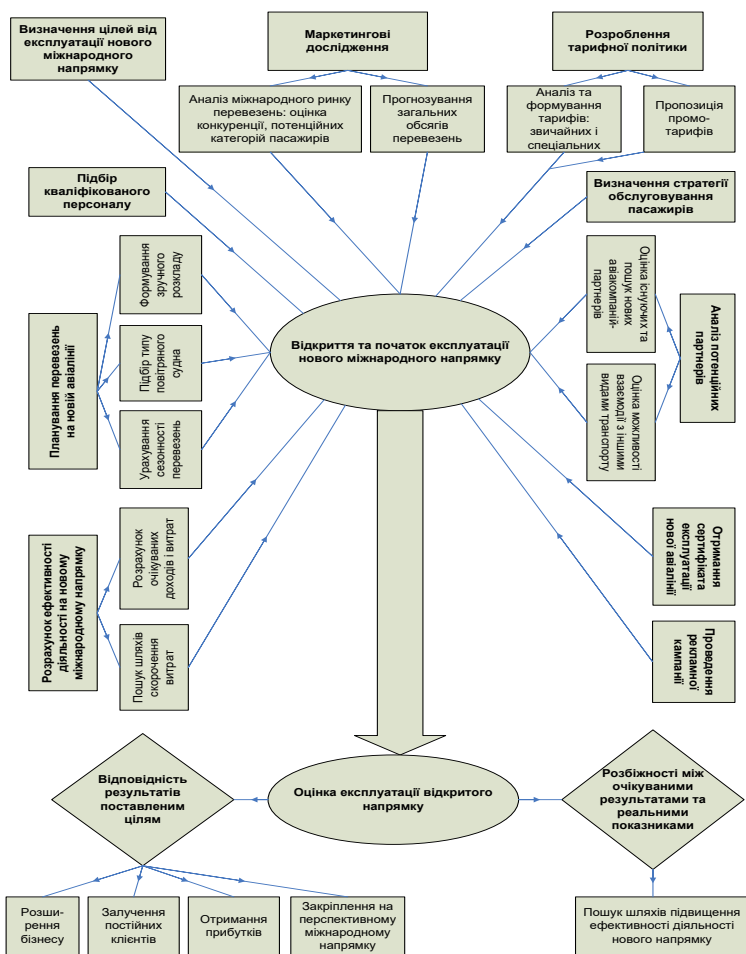 Визначення цілей від
експлуатації нового
міжнародного
напрямку
Маркетингові
дослідження
Розроблення
тарифної політики
Аналіз міжнародного ринку
перевезень: оцінка
конкуренції, потенційних
категорій пасажирів
Прогнозування
загальних
обсягів
перевезень
Аналіз та
формування
тарифів:
звичайних і
спеціальних
Пропозиція
промо-
тарифів
Підбір
кваліфікованого
персоналу
Визначення стратегії
обслуговування
пасажирів
Планування перевезень
на новій авіалінії
Формування
зручного
розкладу
Підбір типу
повітряного
судна
Урахування
сезонності
перевезень
Відкриття та початок експлуатації
нового міжнародного напрямку
Оцінка існуючих та
пошук нових
авіакомпаній-
партнерів
Оцінка можливості
взаємодії з іншими
видами транспорту
Аналіз потенційних
партнерів
Розрахунок ефективності
діяльності на новому
міжнародному напрямку
Розрахунок
очікуваних
доходів і витрат
Пошук шляхів
скорочення
витрат
Отримання
сертифіката
експлуатації
нової авіалінії
Проведення
рекламної
кампанії
Відповідність
результатів
поставленим
цілям
Оцінка експлуатації відкритого
напрямку
Розбіжності між
очікуваними
результатами та
реальними
показниками
Розши-
рення
бізнесу
Залучення
постійних
клієнтів
Отримання
прибутків
Закріплення на
перспективному
міжнародному
напрямку
Пошук шляхів підвищення
ефективності діяльності
нового напрямку